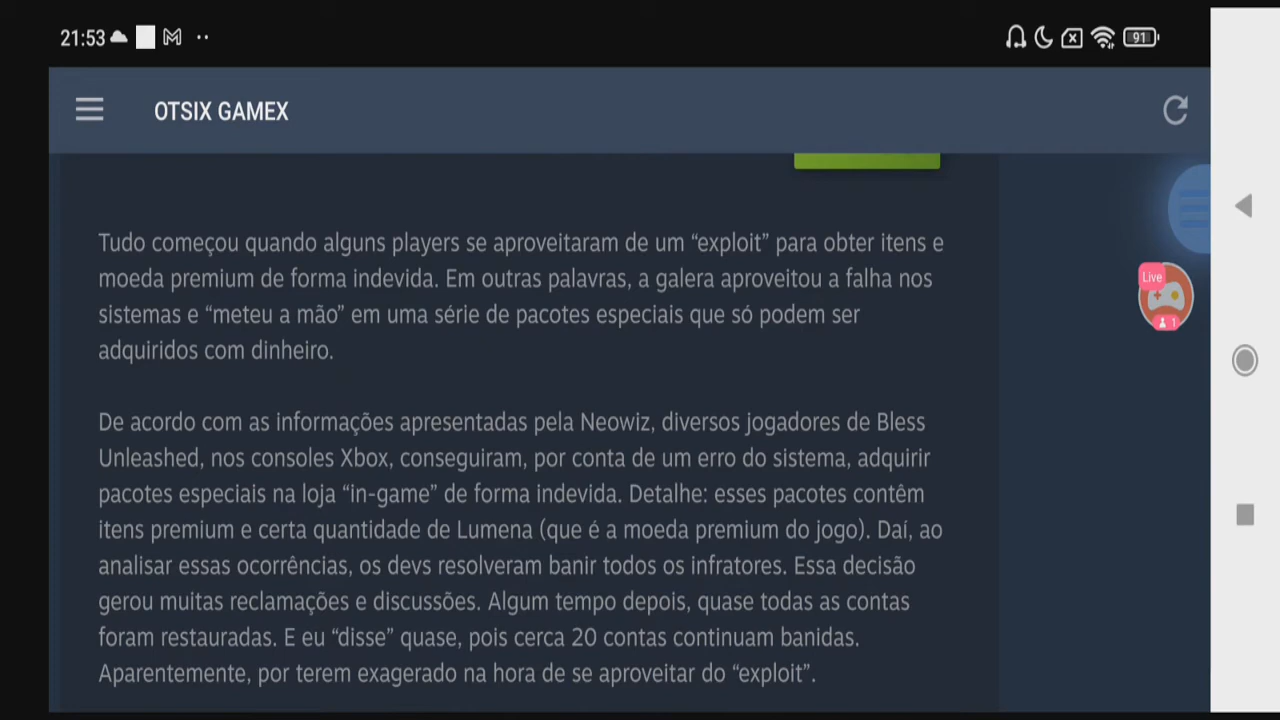 21:53
91
OTSIX GAMEX
Live
1
Tudo começou quando alguns players se aproveitaram de um “exploit” para obter itens e
moeda premium de forma indevida. Em outras palavras, a galera aproveitou a falha nos
sistemas e “meteu a mão” em uma série de pacotes especiais que só podem ser
adquiridos com dinheiro.
De acordo com as informações apresentadas pela Neowiz, diversos jogadores de Bless
Unleashed, nos consoles Xbox, conseguiram, por conta de um erro do sistema, adquirir
pacotes especiais na loja “in-game” de forma indevida. Detalhe: esses pacotes contêm
itens premium e certa quantidade de Lumena (que é a moeda premium do jogo). Daí, ao
analisar essas ocorrências, os devs resolveram banir todos os infratores. Essa decisão
gerou muitas reclamações e discussões. Algum tempo depois, quase todas as contas
foram restauradas. E eu “disse” quase, pois cerca 20 contas continuam banidas.
Aparentemente, por terem exagerado na hora de se aproveitar do “exploit”.